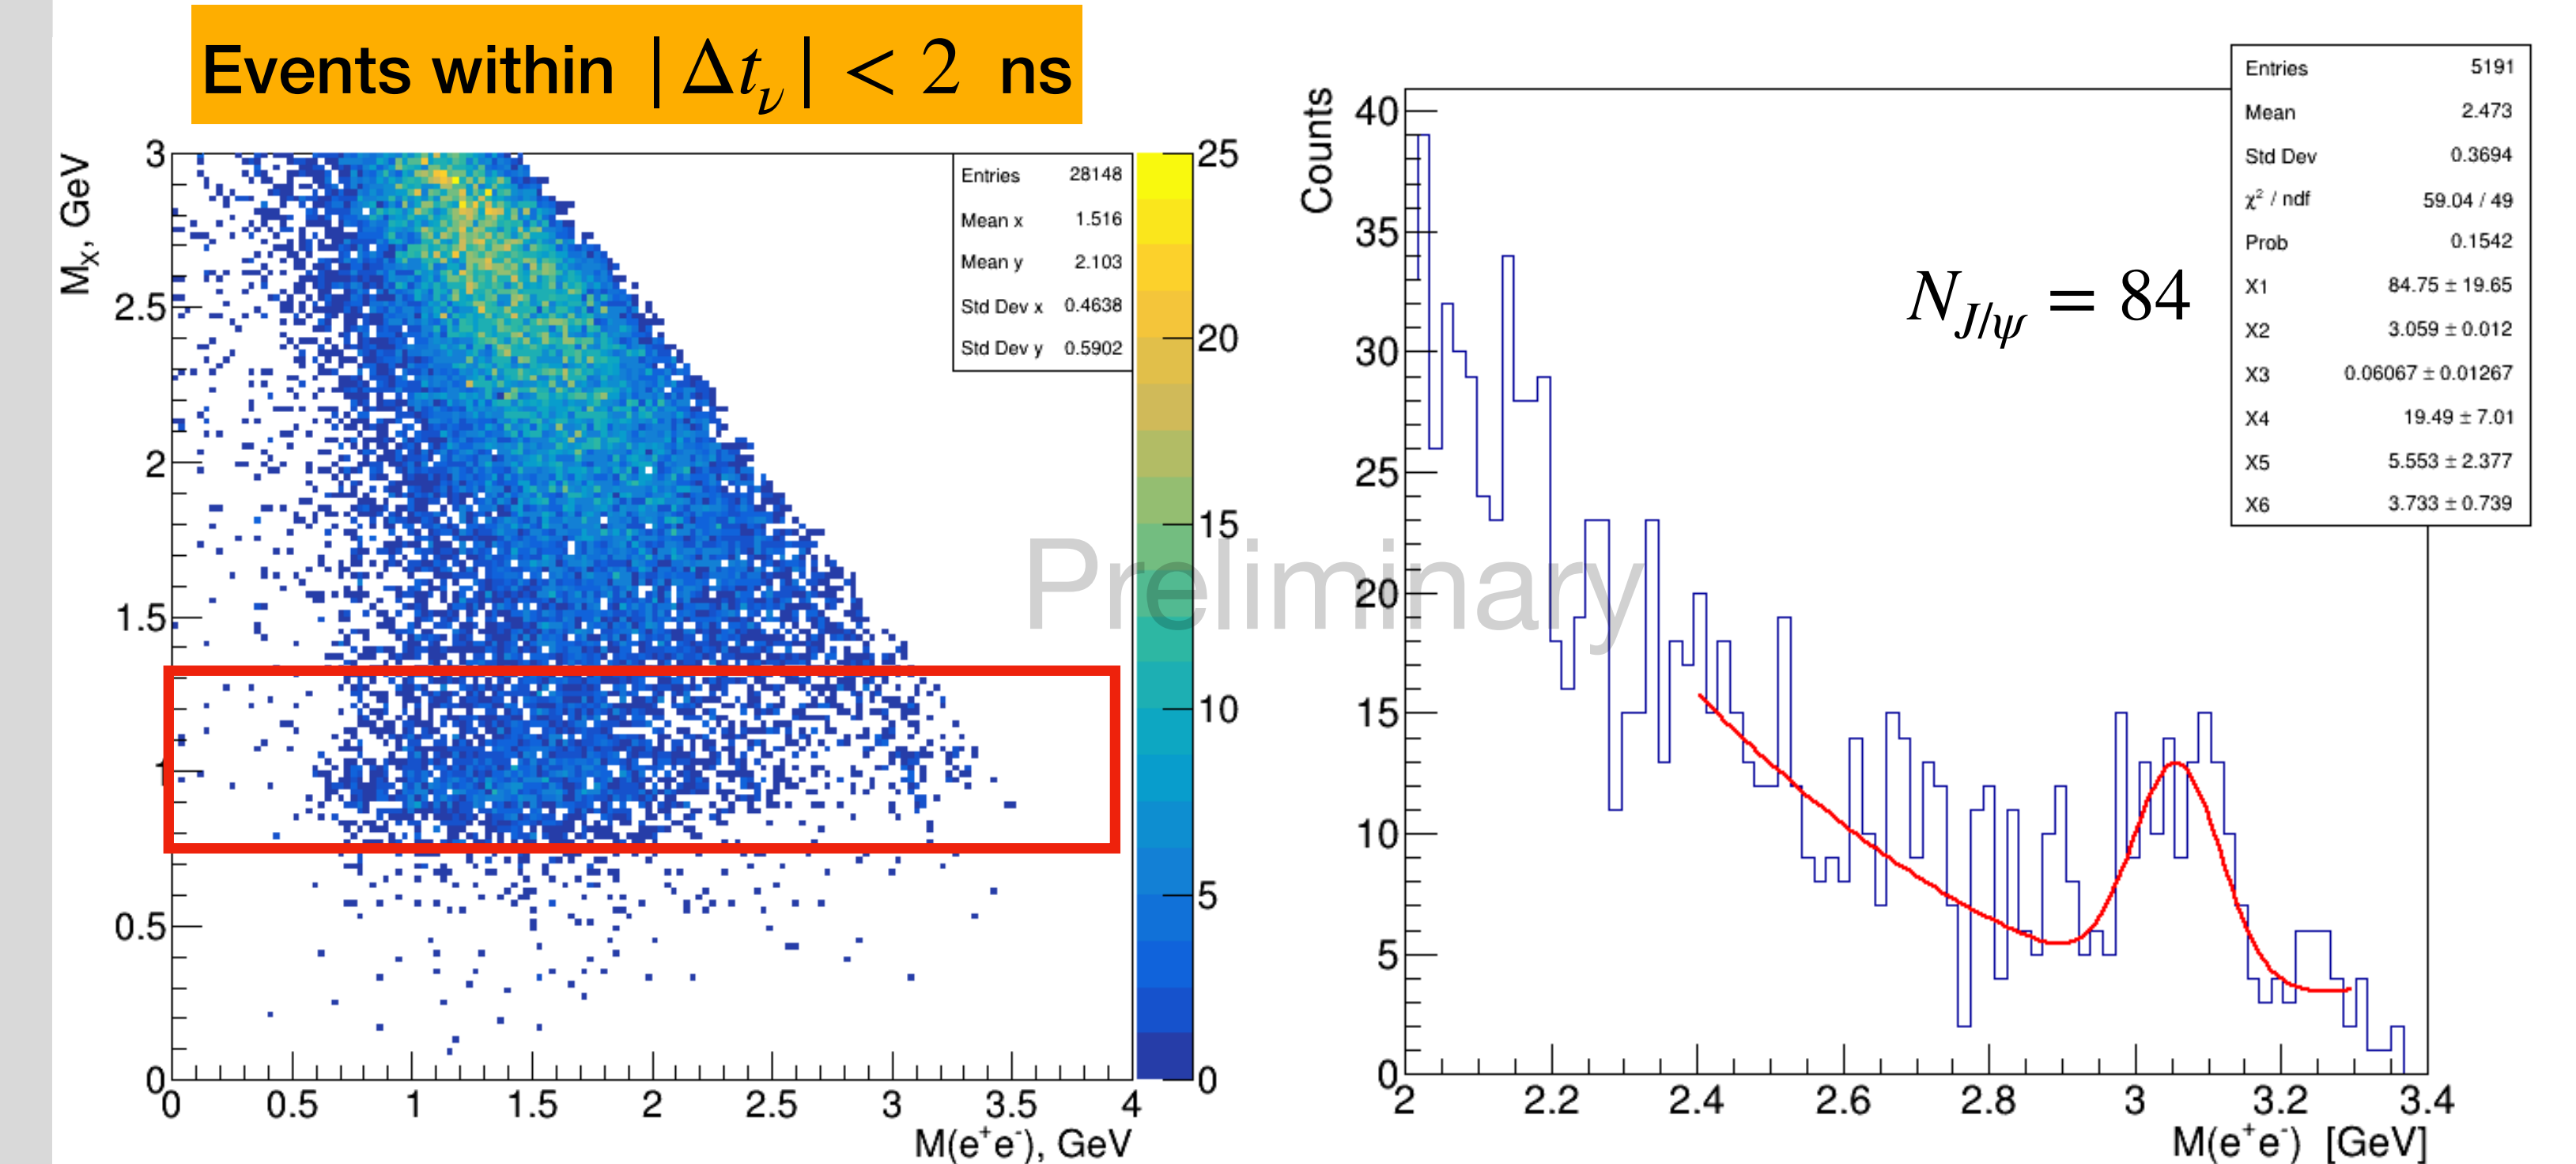 Events within |Δtᵥ| < 2 ns
Mₓ, GeV
3
2.5
2
1.5
1
0.5
0
0 0.5 1 1.5 2 2.5 3 3.5 4
M(e⁺e⁻), GeV
Entries 28148
Mean x 1.516
Mean y 2.103
Std Dev x 0.4638
Std Dev y 0.5902
25
20
15
10
5
0
Preliminary
Counts
40
35
30
25
20
15
10
5
0
2 2.2 2.4 2.6 2.8 3 3.2 3.4
M(e⁺e⁻) [GeV]
N_{J/ψ} = 84
Entries 5191
Mean 2.473
Std Dev 0.3694
χ² / ndf 59.04 / 49
Prob 0.1542
X1 84.75 ± 19.65
X2 3.059 ± 0.012
X3 0.06067 ± 0.01267
X4 19.49 ± 7.01
X5 5.553 ± 2.377
X6 3.733 ± 0.739